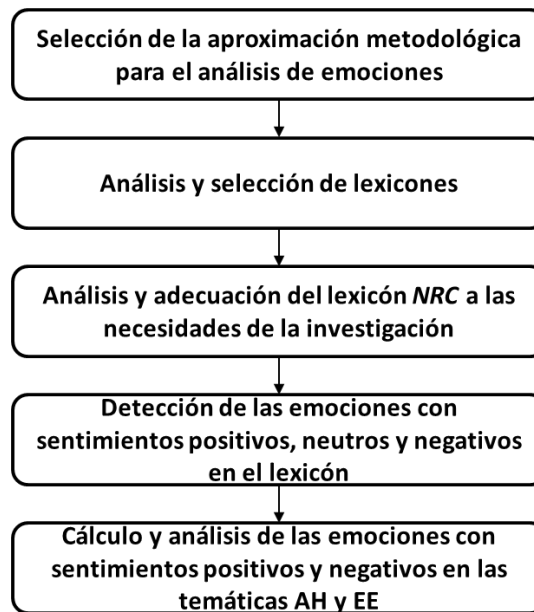 Selección de la aproximación metodológica
para el análisis de emociones
Análisis y selección de lexicones
Análisis y adecuación del lexicón NRC a las
necesidades de la investigación
Detección de las emociones con
sentimientos positivos, neutros y negativos
en el lexicón
Cálculo y análisis de las emociones con
sentimientos positivos y negativos en las
temáticas AH y EE